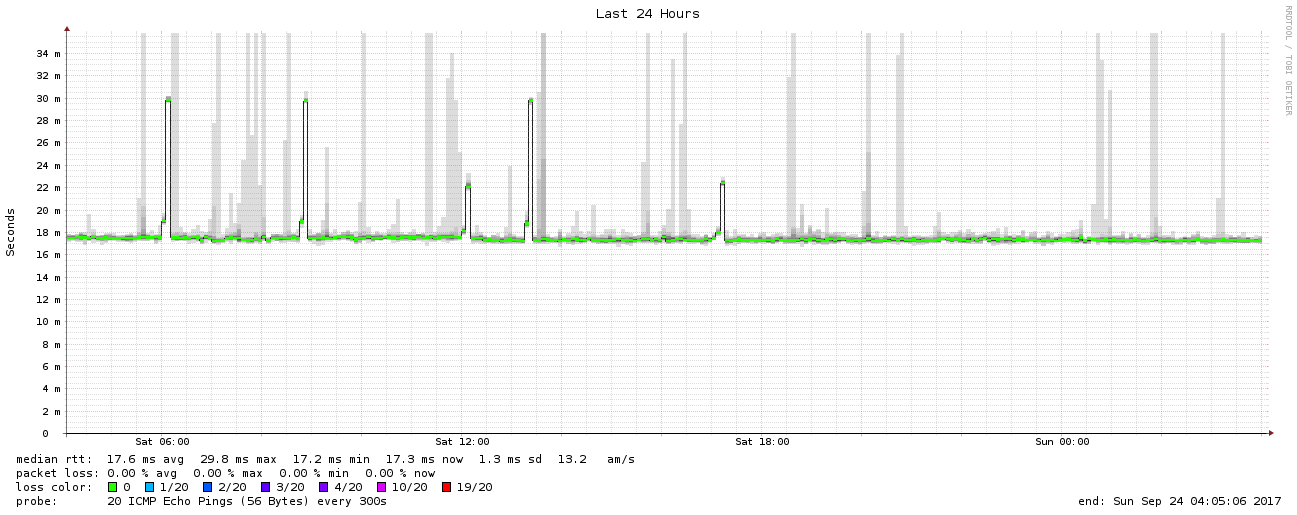 Last 24 Hours
RRDTOOL / TOBI OETIKER
Seconds
34 m
32 m
30 m
28 m
26 m
24 m
22 m
20 m
18 m
16 m
14 m
12 m
10 m
8 m
6 m
4 m
2 m
0
Sat 06:00 Sat 12:00 Sat 18:00 Sun 00:00
median rtt: 17.6 ms avg 29.8 ms max 17.2 ms min 17.3 ms now 1.3 ms sd 13.2 am/s
packet loss: 0.00 % avg 0.00 % max 0.00 % min 0.00 % now
loss color: 0 1/20 2/20 3/20 4/20 10/20 19/20
probe: 20 ICMP Echo Pings (56 Bytes) every 300s end: Sun Sep 24 04:05:06 2017